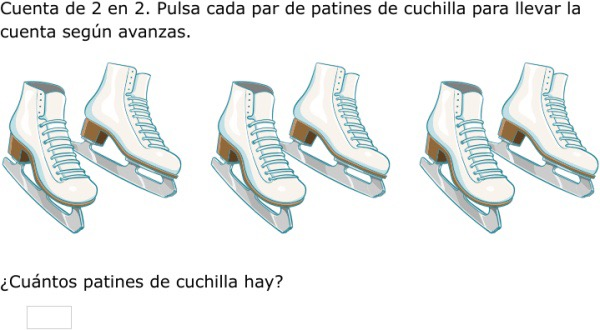 Cuenta de 2 en 2. Pulsa cada par de patines de cuchilla para llevar la
cuenta según avanzas.
¿Cuántos patines de cuchilla hay?